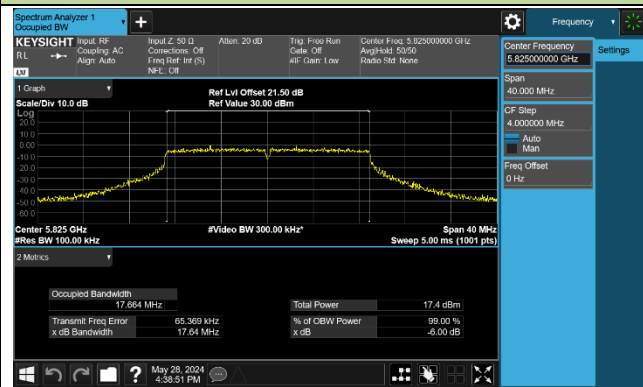 Spectrum Analyzer 1
Occupied BW
Frequency
KEYSIGHT
RL
LXI
Input: RF
Coupling: AC
Align: Auto
Input Z: 50 Ω
Corrections: Off
Freq Ref: Int (S)
NFE: Off
Atten: 20 dB
Trig: Free Run
Gate: Off
#IF Gain: Low
Center Freq: 5.825000000 GHz
Avg|Hold: 50/50
Radio Std: None
Center Frequency
5.825000000 GHz
Settings
Span
40.000 MHz
CF Step
4.000000 MHz
Auto
Man
Freq Offset
0 Hz
1 Graph
Scale/Div 10.0 dB
Ref Lvl Offset 21.50 dB
Ref Value 30.00 dBm
Log
20.0
10.0
0.00
-10.0
-20.0
-30.0
-40.0
-50.0
-60.0
Center 5.825 GHz
#Res BW 100.00 kHz
#Video BW 300.00 kHz*
Span 40 MHz
Sweep 5.00 ms (1001 pts)
2 Metrics
Occupied Bandwidth
17.664 MHz
Total Power 17.4 dBm
Transmit Freq Error 65.369 kHz
% of OBW Power 99.00 %
x dB Bandwidth 17.64 MHz
x dB -6.00 dB
?
May 28, 2024
4:38:51 PM